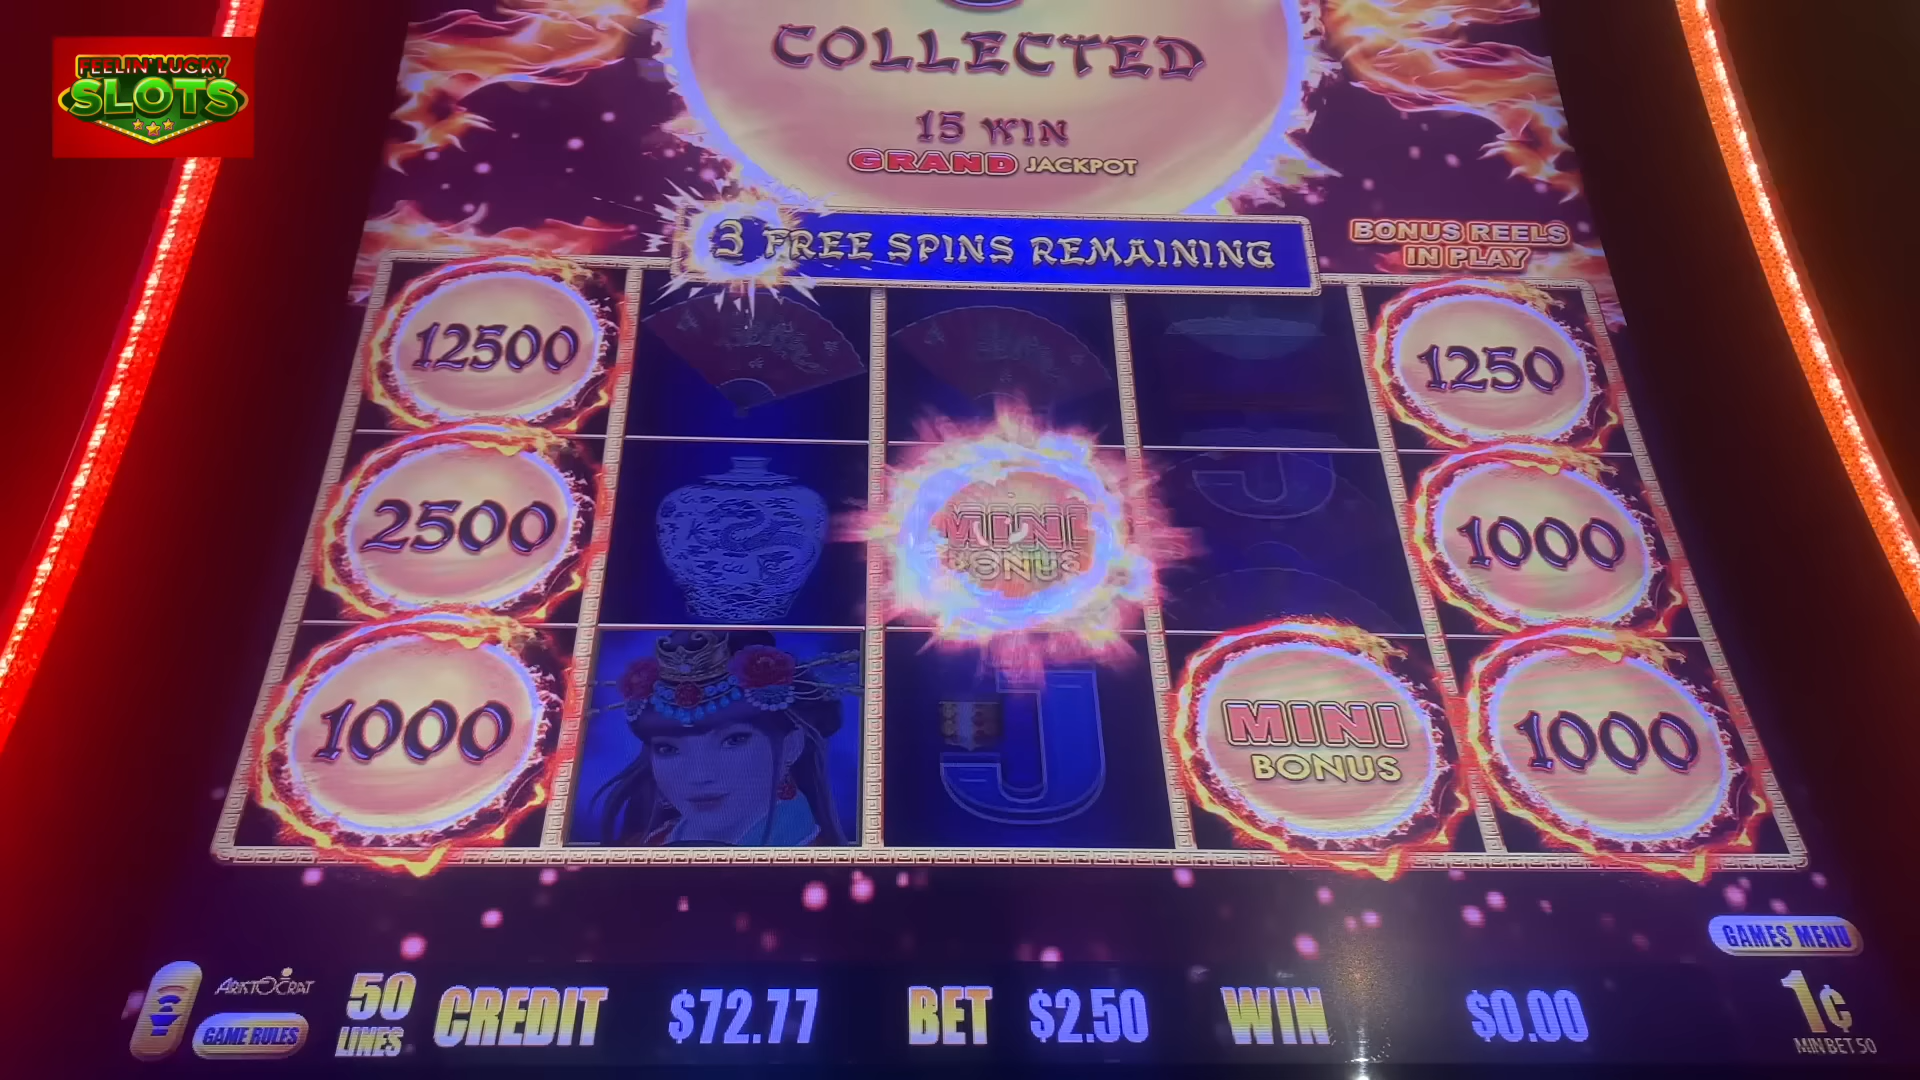 FEELIN' LUCKY
SLOTS
COLLECTED
15 WIN
GRAND JACKPOT
3 FREE SPINS REMAINING
BONUS REELS
IN PLAY
12500
1250
2500
MINI
BONUS
J
1000
1000
J
MINI
BONUS
1000
GAMES MENU
ARISTOCRAT
GAME RULES
50
LINES
CREDIT $72.77 BET $2.50 WIN $0.00
1¢
MIN BET 50